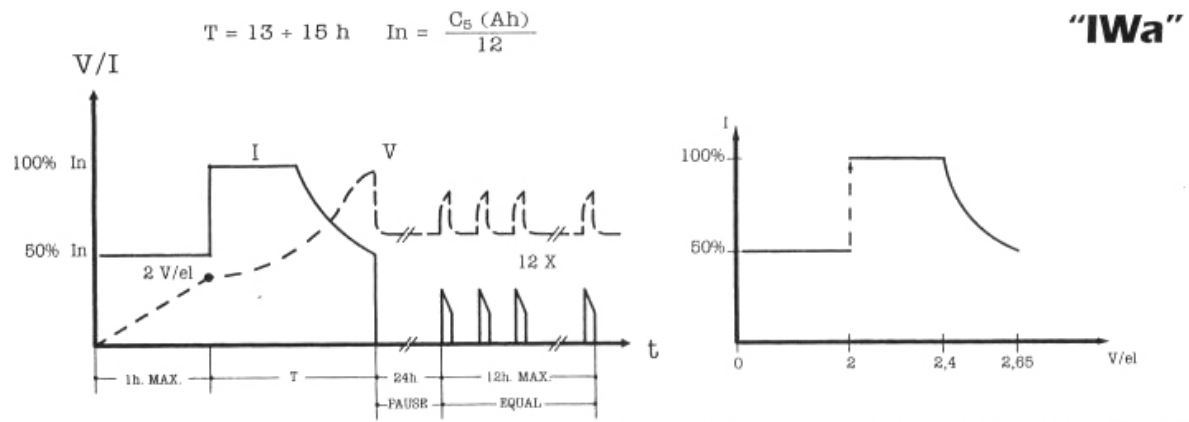 T = 13 ÷ 15 h In = C5 (Ah)
12
"IWa"
V/I
100% In
50% In
I
V
2 V/el
12 X
t
1h. MAX.
T
24h.
12h. MAX.
PAUSE
EQUAL
I
100%
50%
0
2
2,4
2,65
V/el